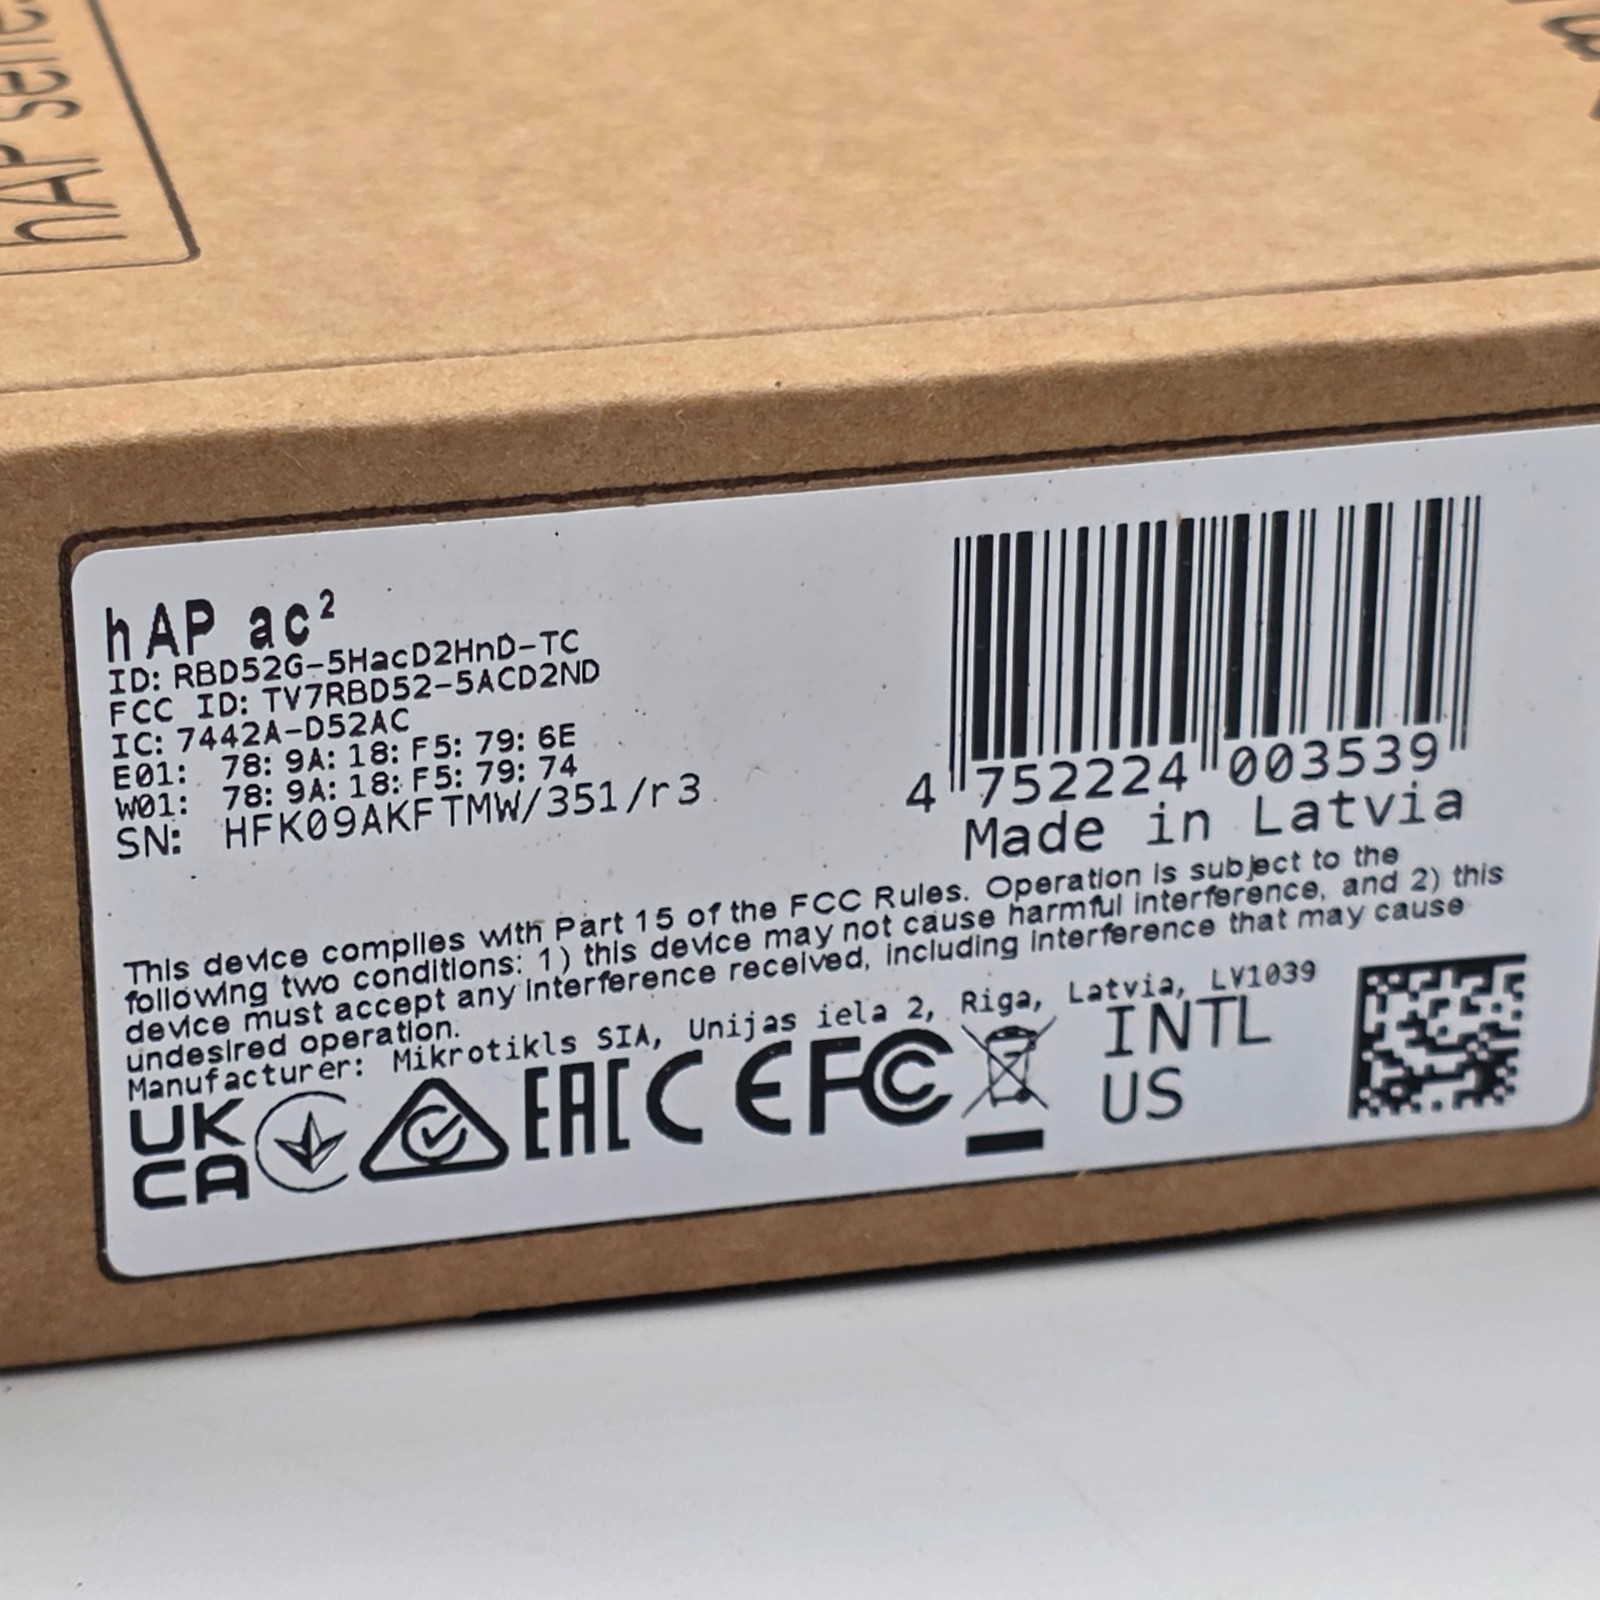 hAP series
hAP ac²
ID: RBD52G-5HacD2HnD-TC
FCC ID: TV7RBD52-5ACD2ND
IC: 7442A-D52AC
E01: 78:9A:18:F5:79:6E
W01: 78:9A:18:F5:79:74
SN: HFK09AKFTMW/351/r3
4 752224 003539
Made in Latvia
This device complies with Part 15 of the FCC Rules. Operation is subject to the
following two conditions: 1) this device may not cause harmful interference, and 2) this
device must accept any interference received, including interference that may cause
undesired operation.
Manufacturer: Mikrotikls SIA, Unijas iela 2, Riga, Latvia, LV1039
UK
CA
EAC
CE
FC
INTL
US